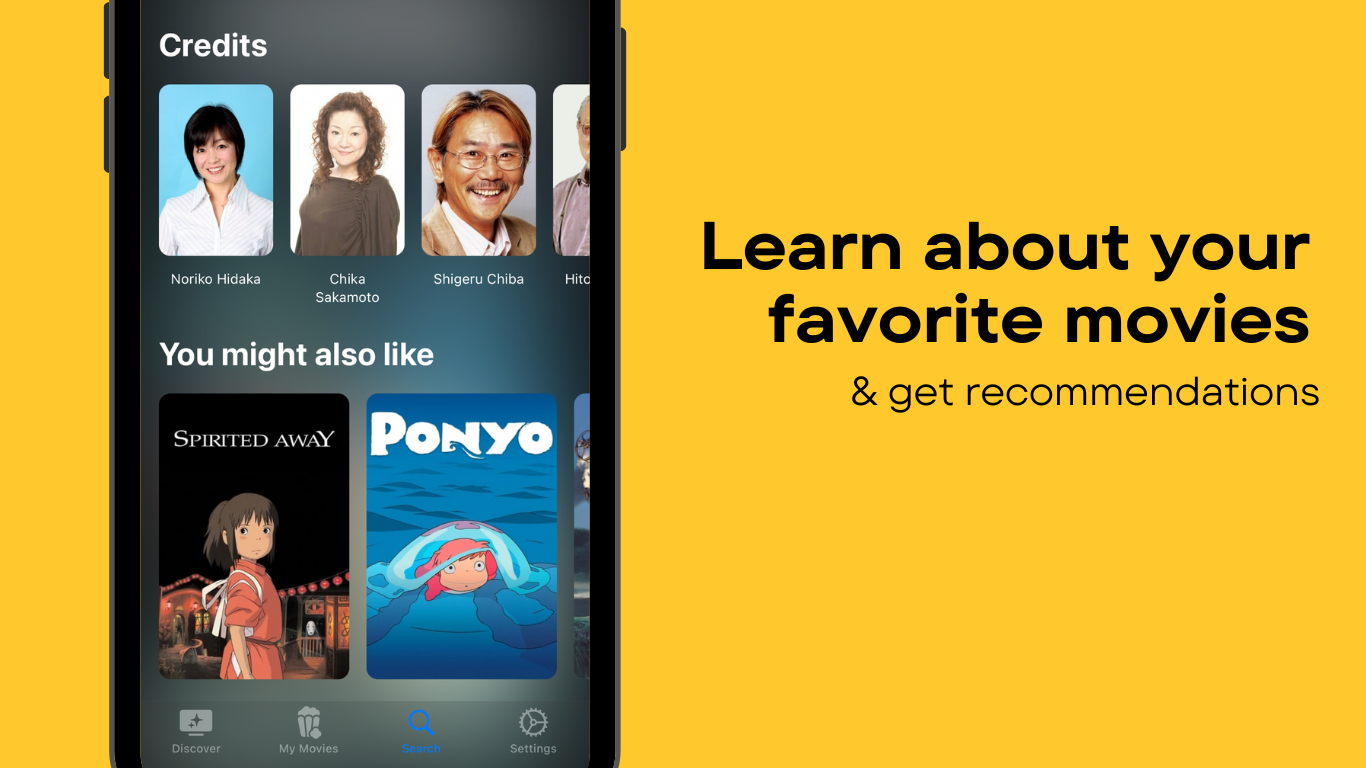 Credits
Noriko Hidaka
Chika
Sakamoto
Shigeru Chiba
Hito
You might also like
SPIRITED AWAY
PONYO
Discover
My Movies
Search
Settings
Learn about your
favorite movies
& get recommendations